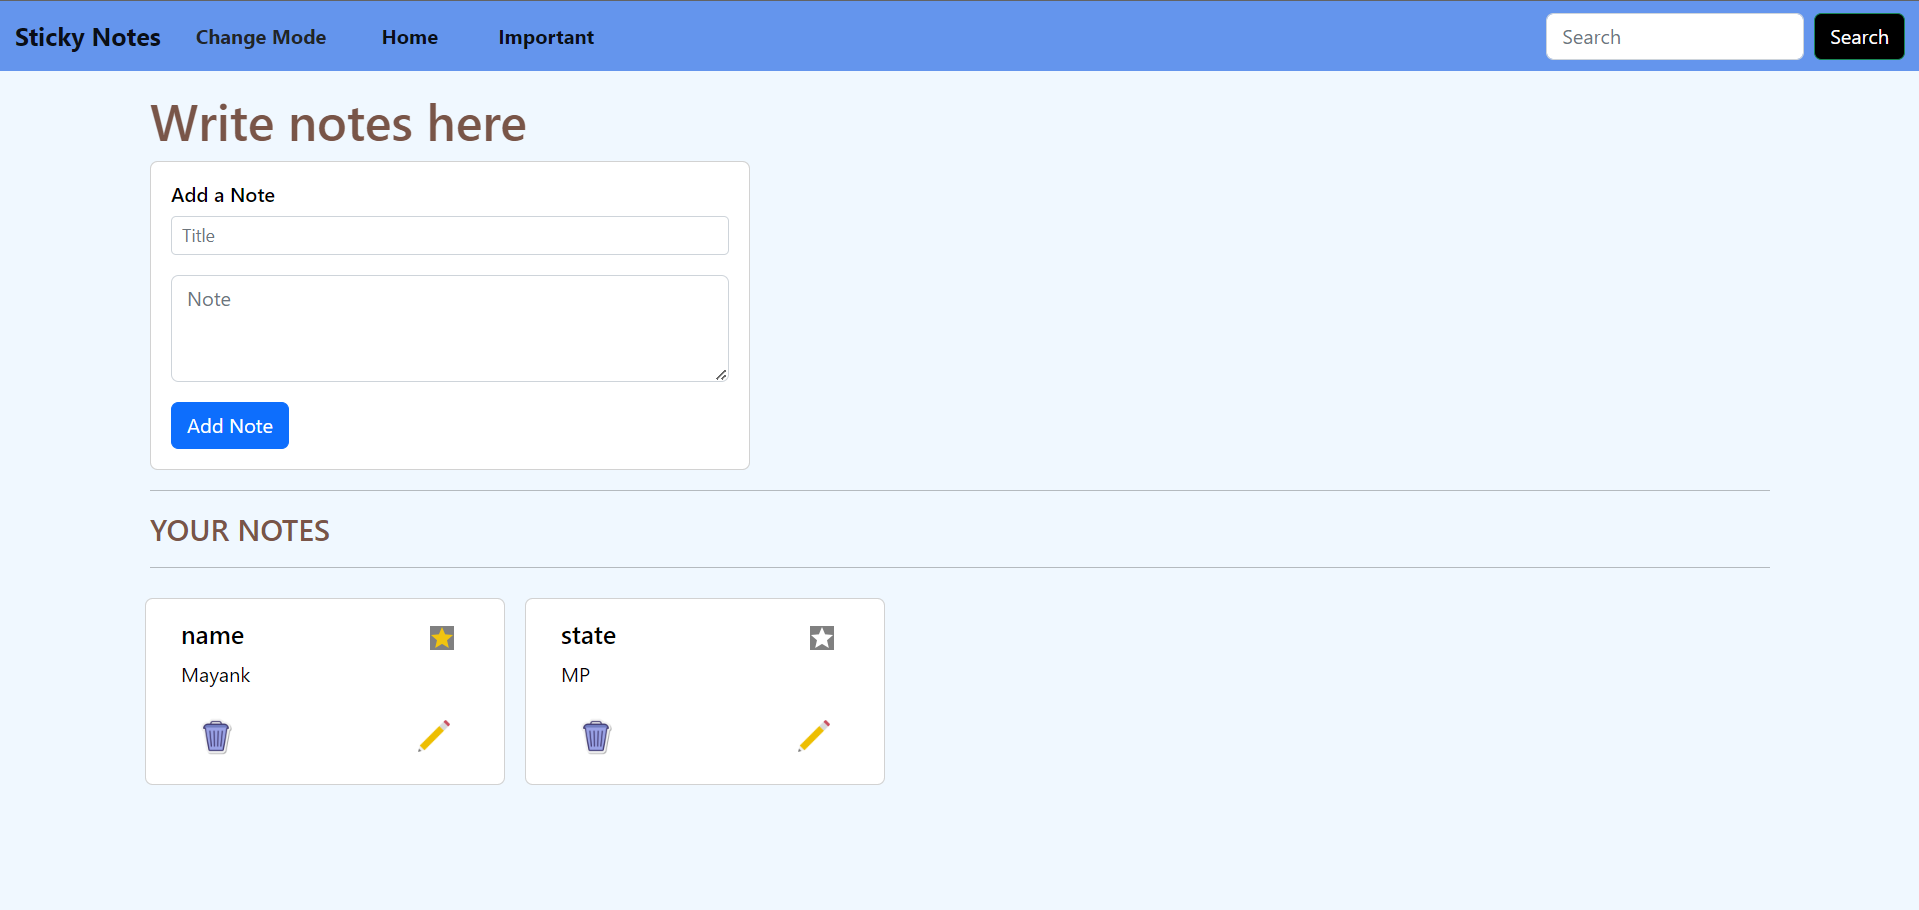 Sticky Notes Change Mode Home Important Search Search
Write notes here
Add a Note
Title
Note
Add Note
YOUR NOTES
name
Mayank
state
MP